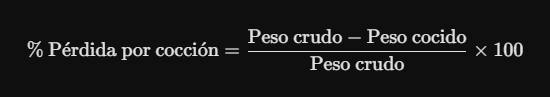 % Pérdida por cocción = (Peso crudo − Peso cocido) / Peso crudo × 100